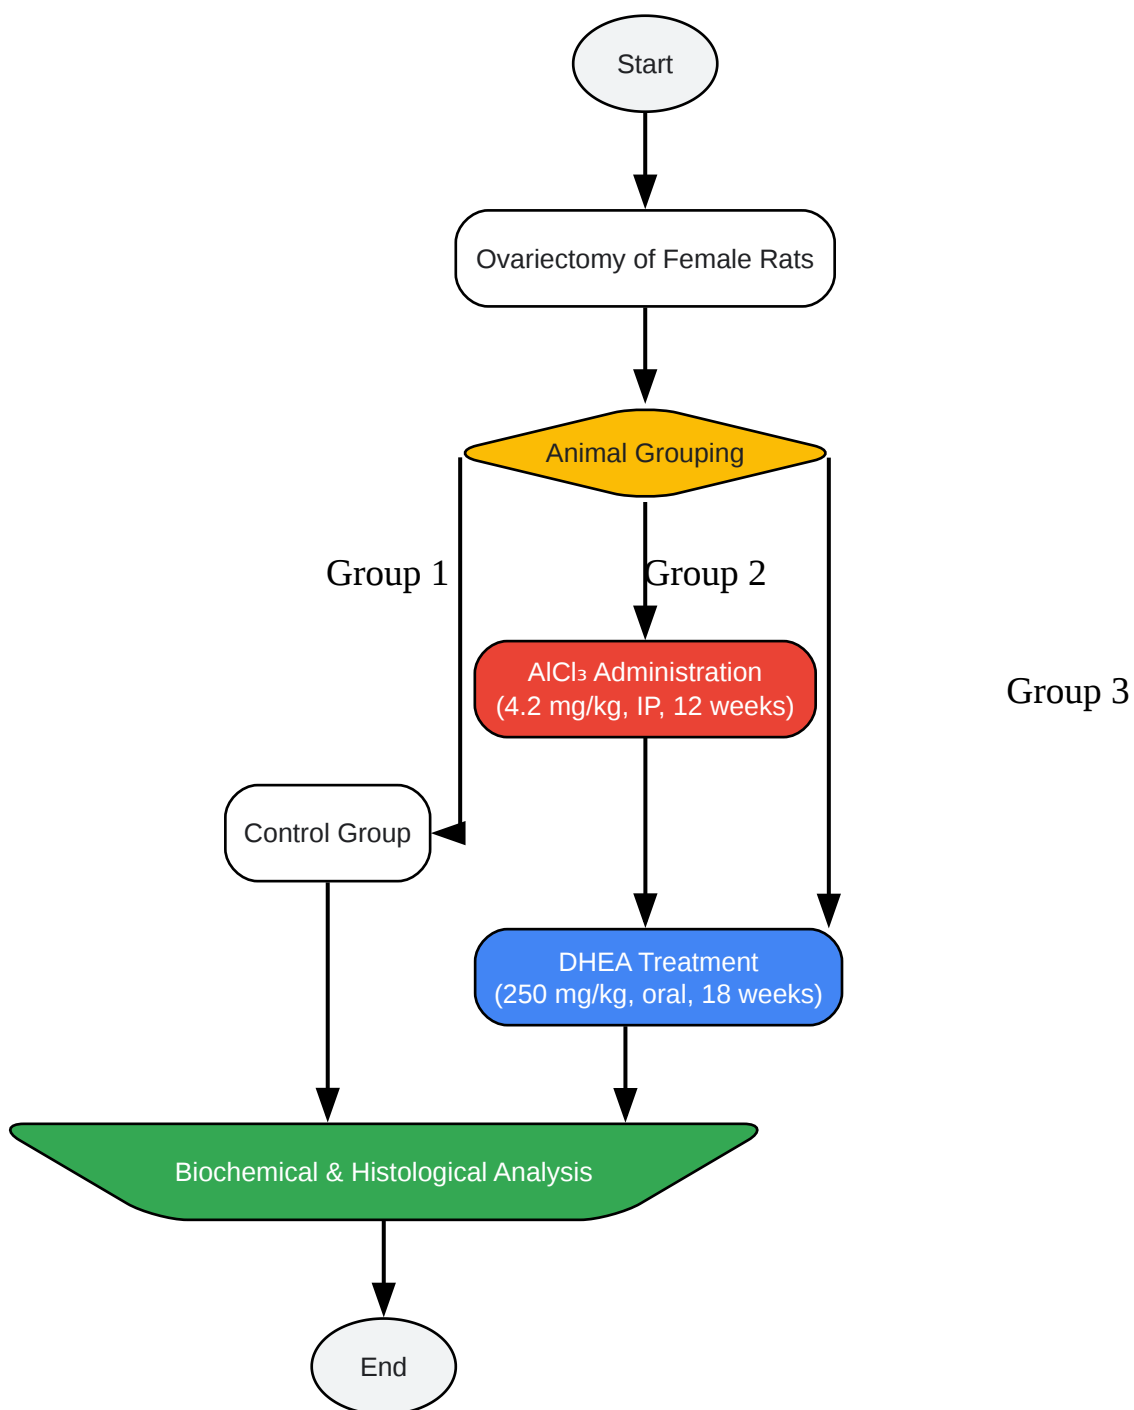 Start
Ovariectomy of Female Rats
Animal Grouping
Group 1
Group 2
AlCl₃ Administration
(4.2 mg/kg, IP, 12 weeks)
Group 3
Control Group
DHEA Treatment
(250 mg/kg, oral, 18 weeks)
Biochemical & Histological Analysis
End